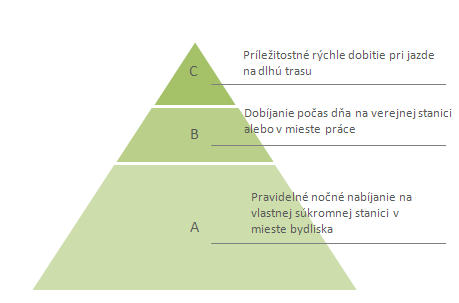 C
Príležitostné rýchle dobitie pri jazde
na dlhú trasu
B
Dobíjanie počas dňa na verejnej stanici
alebo v mieste práce
A
Pravidelné nočné nabíjanie na
vlastnej súkromnej stanici v
mieste bydliska